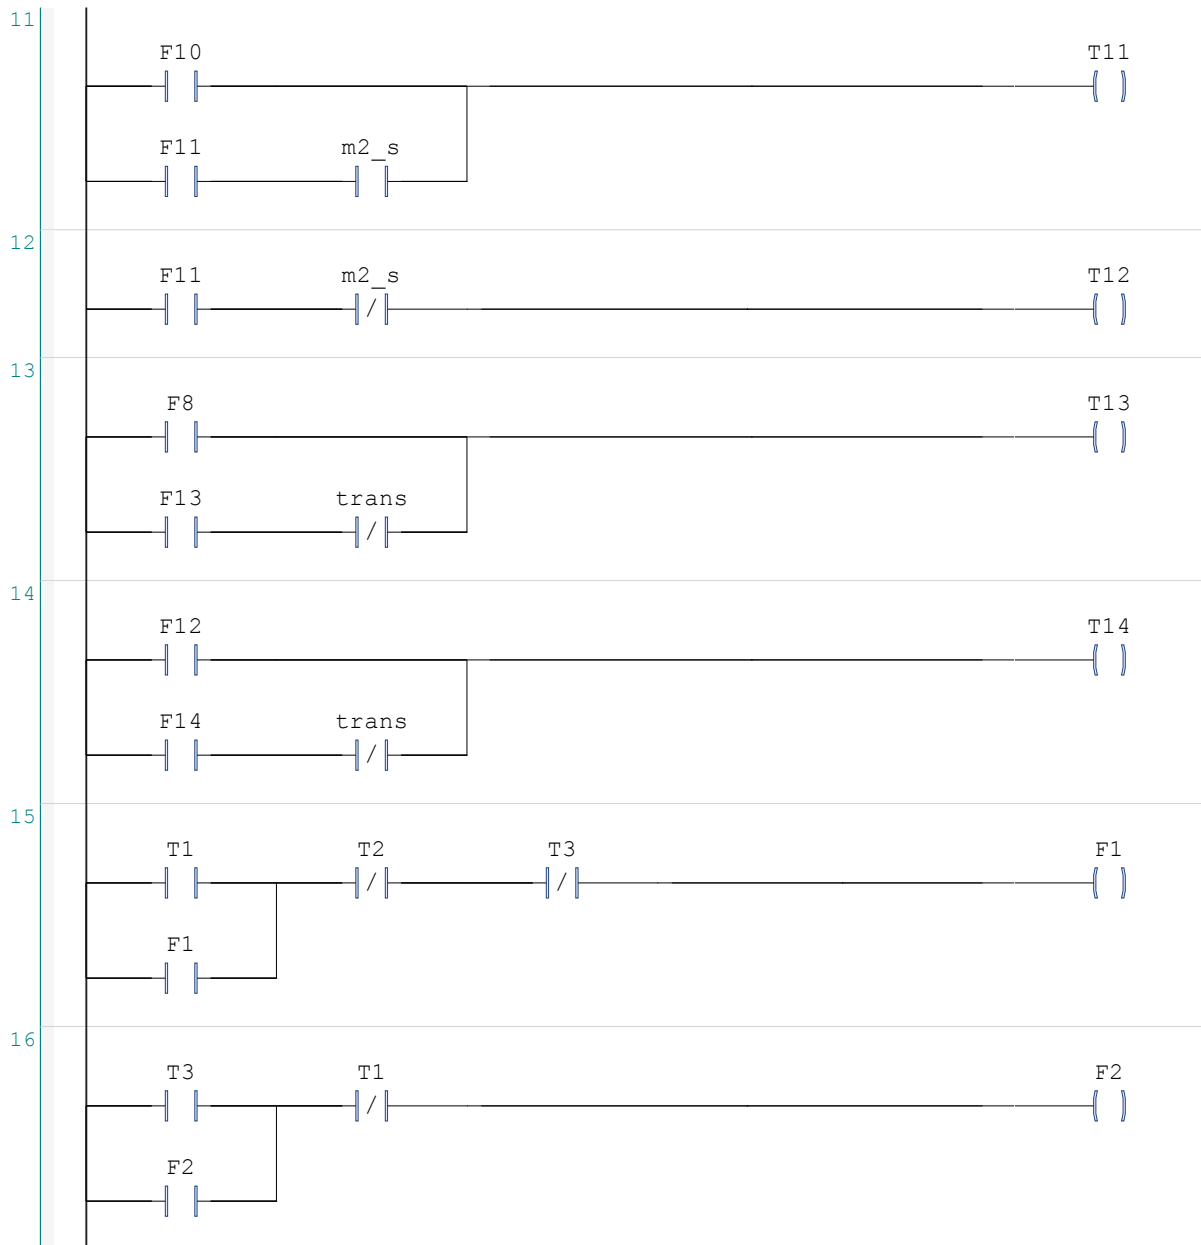 11
F10 T11
F11 m2_s
12
F11 m2_s T12
/
13
F8 T13
F13 trans
/
14
F12 T14
F14 trans
/
15
T1 T2 T3 F1
/ /
F1
16
T3 T1 F2
/
F2